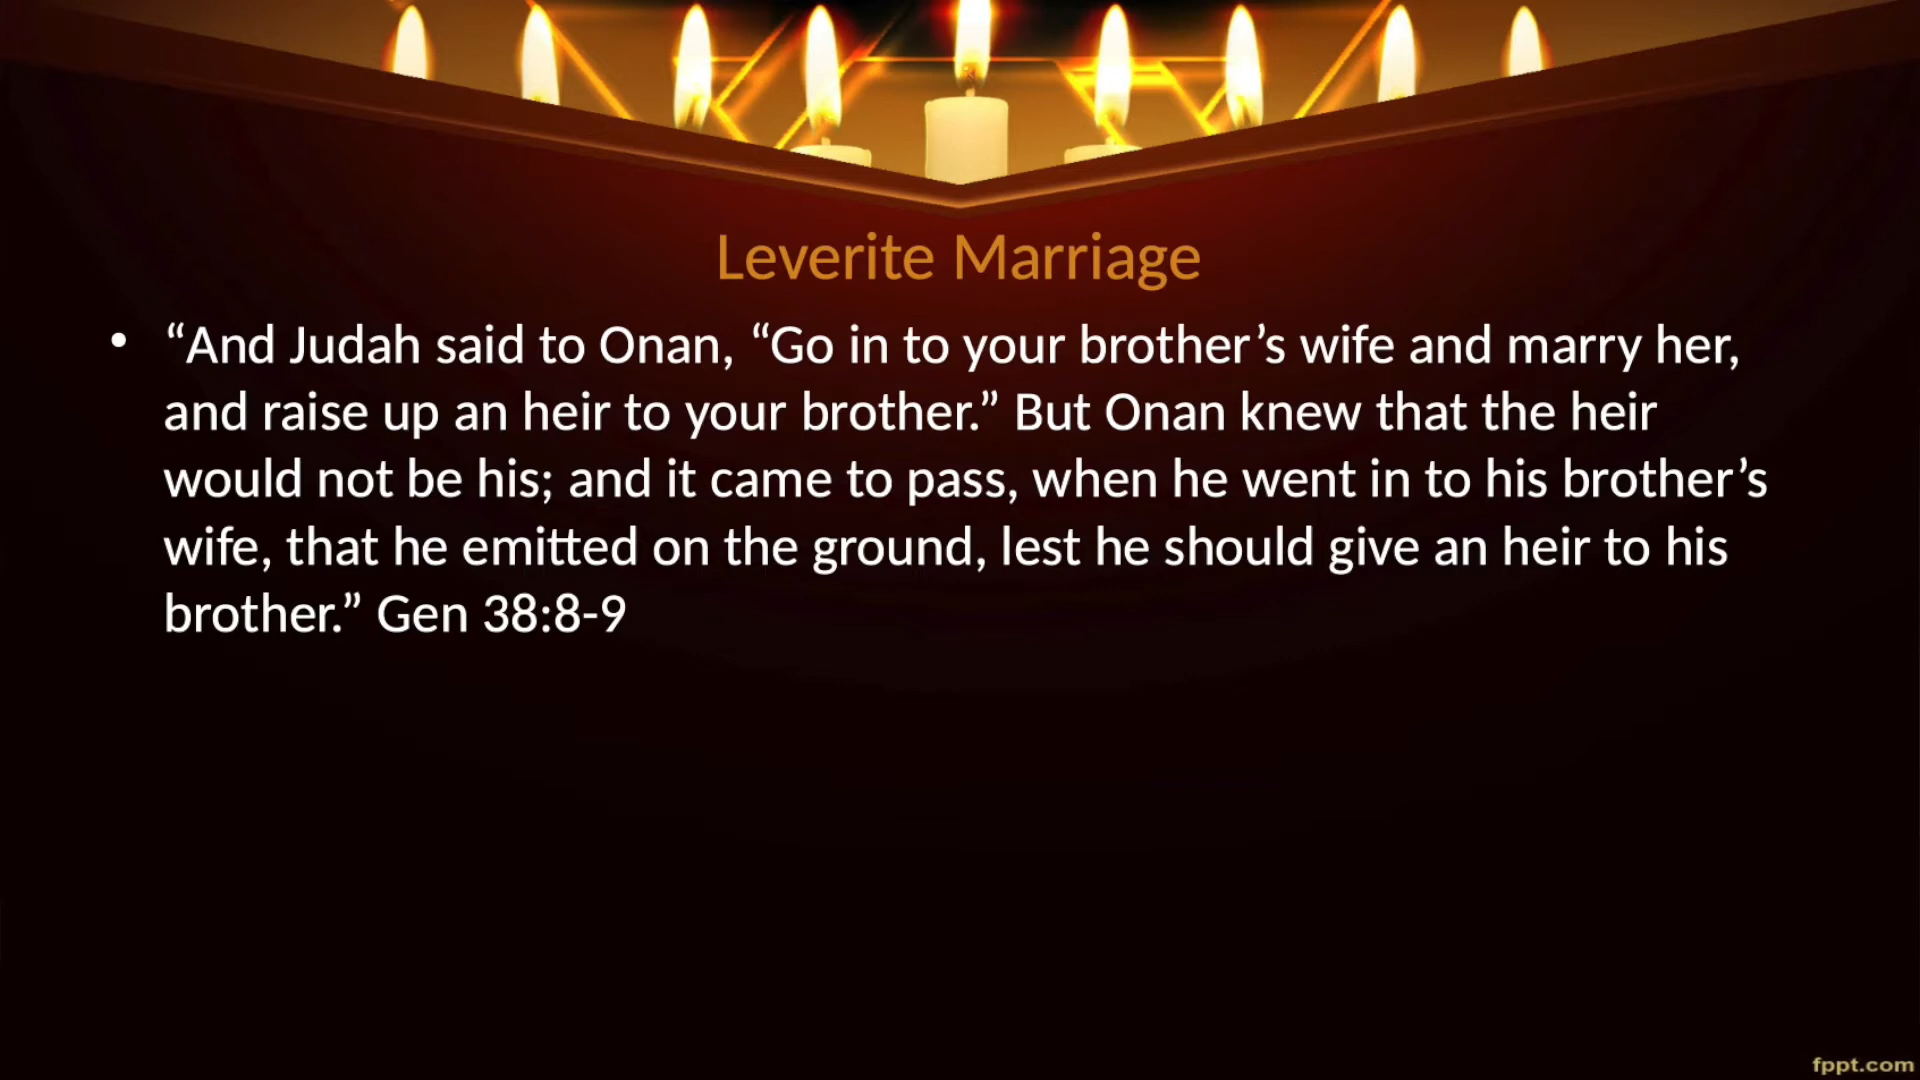 Leverite Marriage
• “And Judah said to Onan, “Go in to your brother’s wife and marry her,
and raise up an heir to your brother.” But Onan knew that the heir
would not be his; and it came to pass, when he went in to his brother’s
wife, that he emitted on the ground, lest he should give an heir to his
brother.” Gen 38:8-9
fppt.com